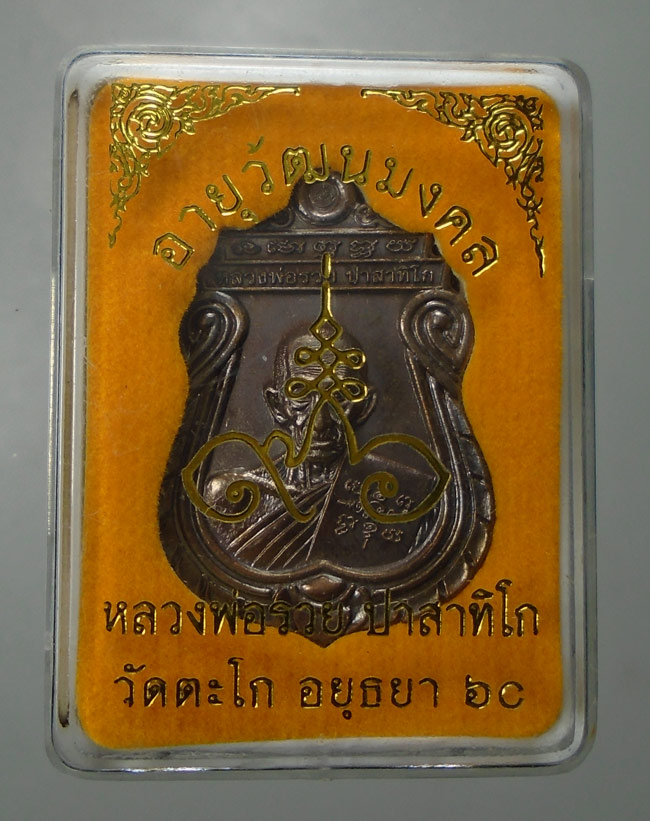 อายุวัฒนมงคล
หลวงพ่อรวย ปาสาทิโก
หลวงพ่อรวย ปาสาทิโก
วัดตะโก อยุธยา ๖๐